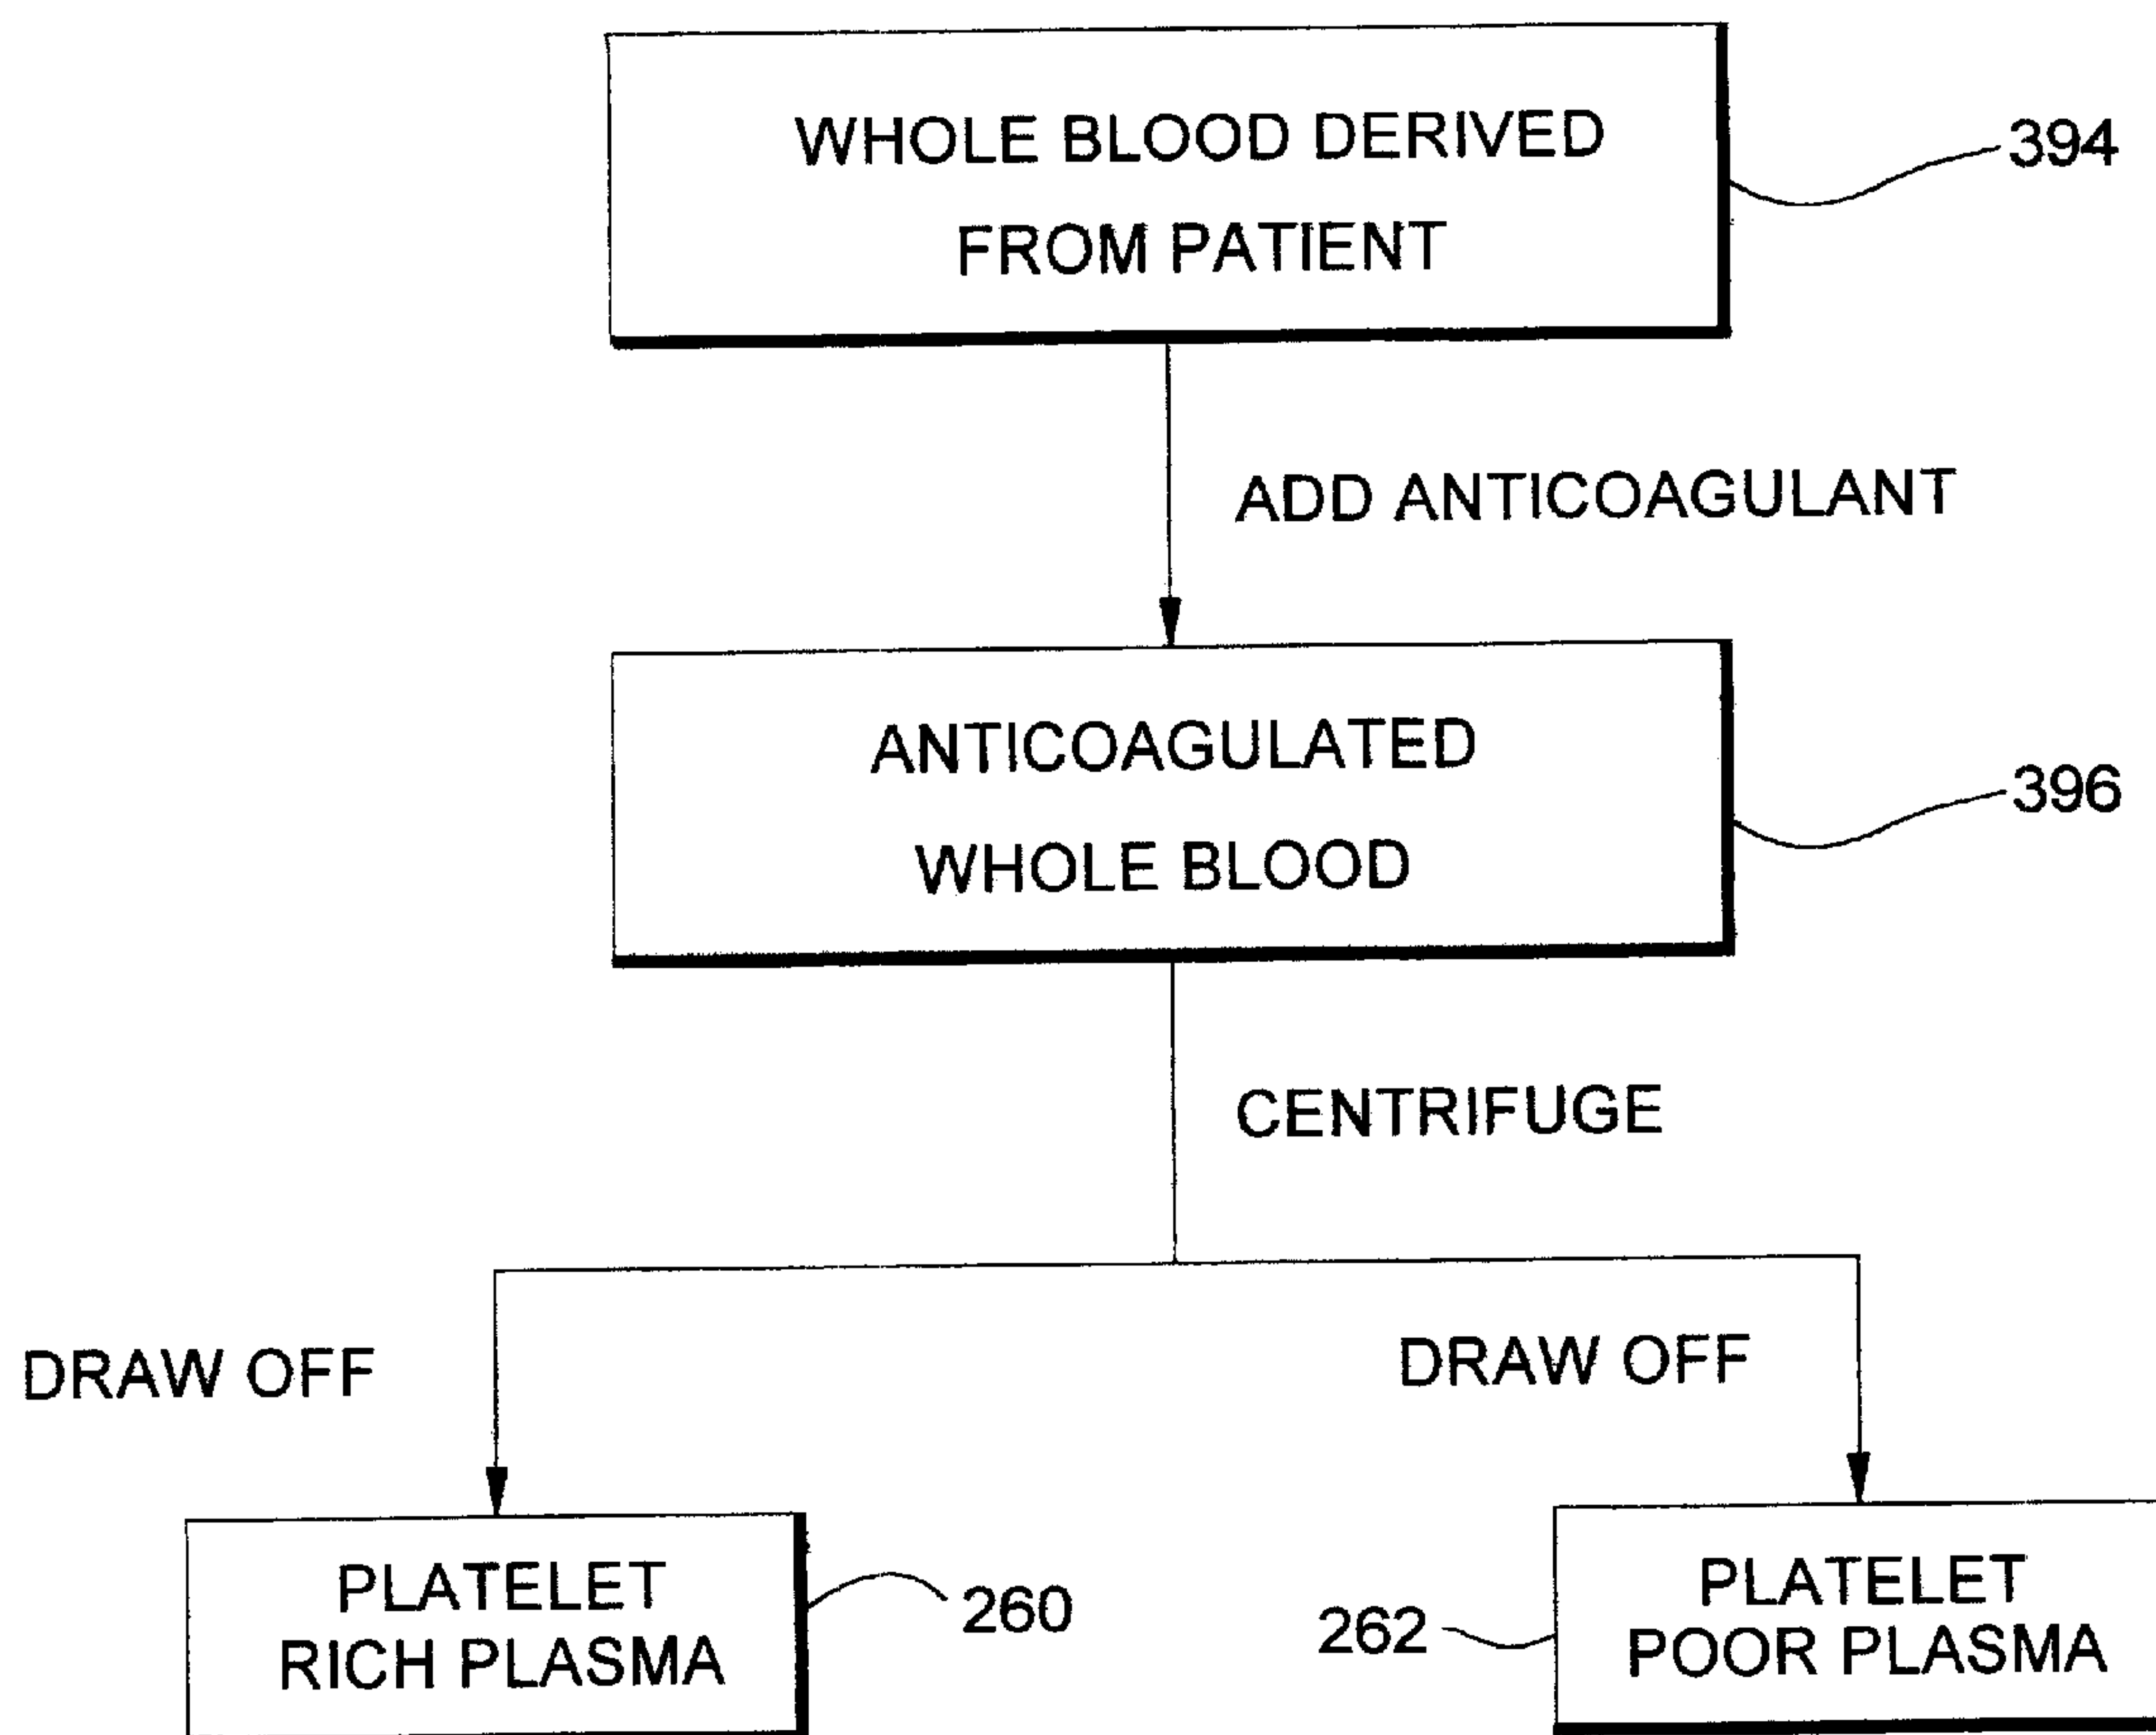 WHOLE BLOOD DERIVED
FROM PATIENT
394
ADD ANTICOAGULANT
ANTICOAGULATED
WHOLE BLOOD
396
CENTRIFUGE
DRAW OFF
DRAW OFF
PLATELET
RICH PLASMA
260
262
PLATELET
POOR PLASMA